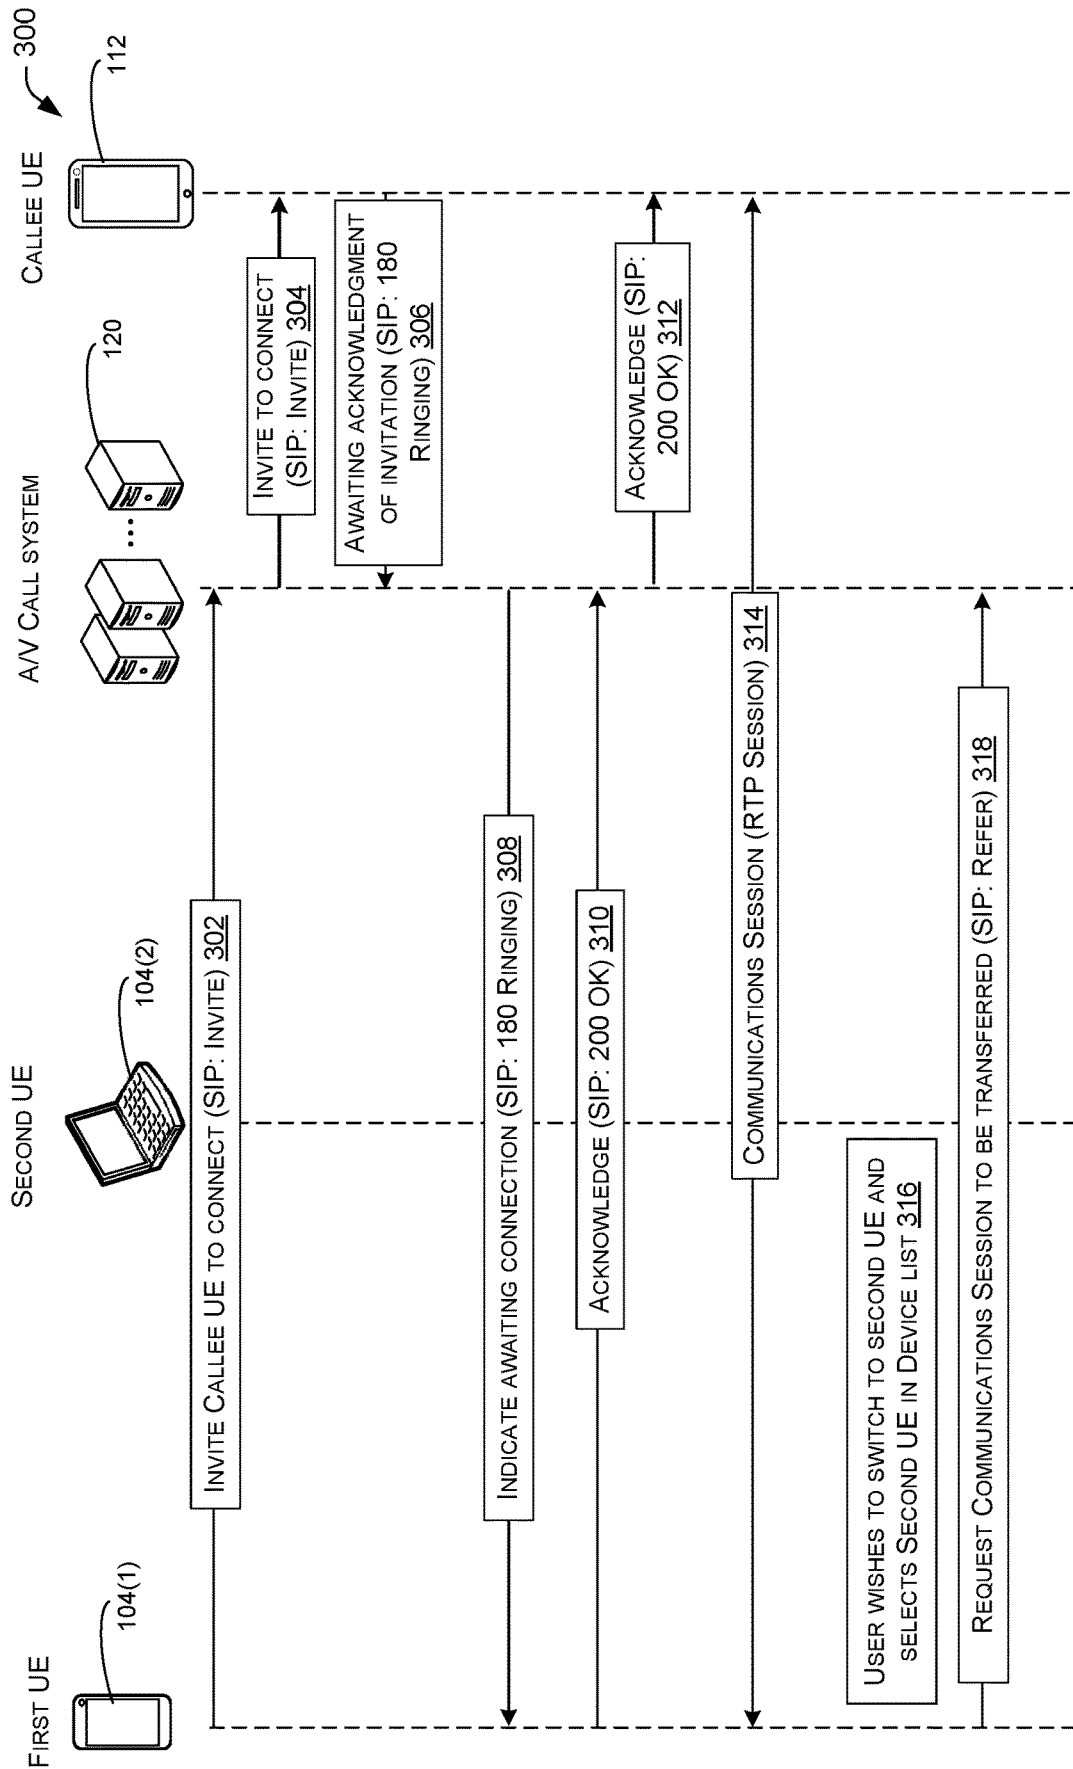 300
FIRST UE
SECOND UE
A/V CALL SYSTEM
CALLEE UE
104(1)
104(2)
120
112
INVITE CALLEE UE TO CONNECT (SIP: INVITE) 302
INVITE TO CONNECT
(SIP: INVITE) 304
AWAITING ACKNOWLEDGMENT
OF INVITATION (SIP: 180
RINGING) 306
INDICATE AWAITING CONNECTION (SIP: 180 RINGING) 308
ACKNOWLEDGE (SIP: 200 OK) 310
ACKNOWLEDGE (SIP:
200 OK) 312
COMMUNICATIONS SESSION (RTP SESSION) 314
USER WISHES TO SWITCH TO SECOND UE AND
SELECTS SECOND UE IN DEVICE LIST 316
REQUEST COMMUNICATIONS SESSION TO BE TRANSFERRED (SIP: REFER) 318